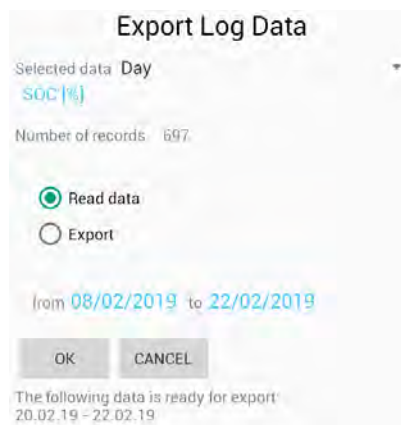 Export Log Data
Selected data Day
SOC [%]
Number of records 697
Read data
Export
from 08/02/2019 to 22/02/2019
OK CANCEL
The following data is ready for export
20.02.19 - 22.02.19